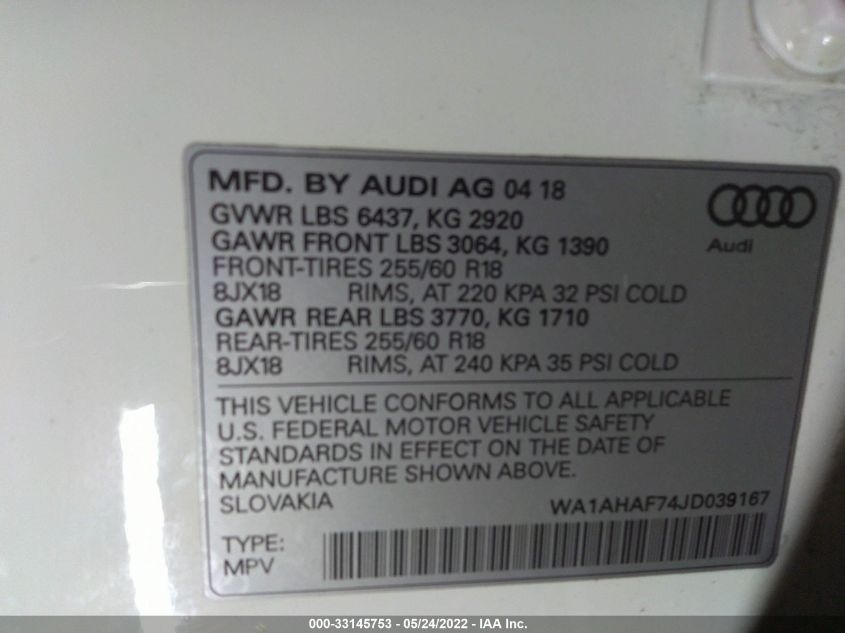 MFD. BY AUDI AG 04 18
GVWR LBS 6437, KG 2920
GAWR FRONT LBS 3064, KG 1390
FRONT-TIRES 255/60 R18
8JX18 RIMS, AT 220 KPA 32 PSI COLD
GAWR REAR LBS 3770, KG 1710
REAR-TIRES 255/60 R18
8JX18 RIMS, AT 240 KPA 35 PSI COLD
Audi
THIS VEHICLE CONFORMS TO ALL APPLICABLE
U.S. FEDERAL MOTOR VEHICLE SAFETY
STANDARDS IN EFFECT ON THE DATE OF
MANUFACTURE SHOWN ABOVE.
SLOVAKIA WA1AHAF74JD039167
TYPE:
MPV
000-33145753 - 05/24/2022 - IAA Inc.